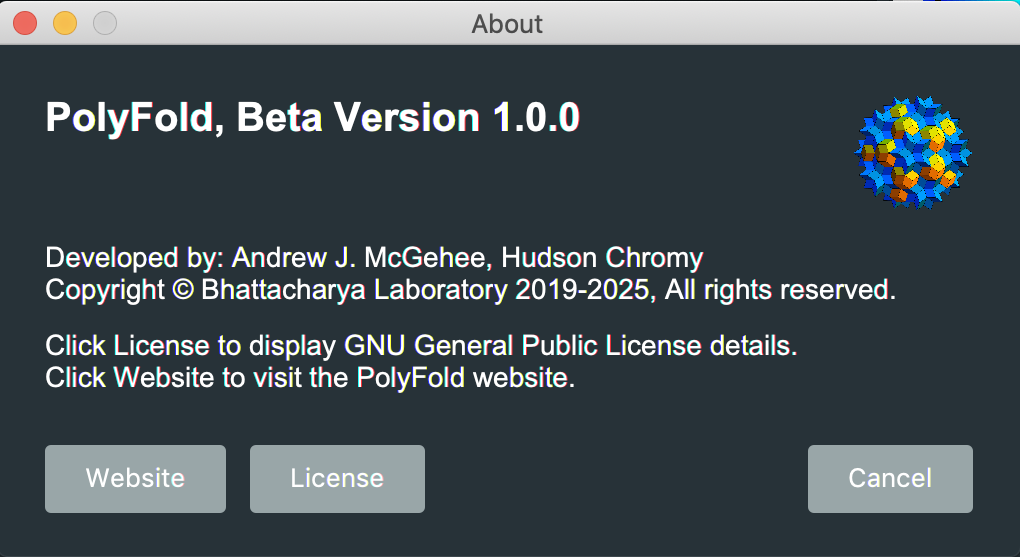 About
PolyFold, Beta Version 1.0.0
Developed by: Andrew J. McGehee, Hudson Chromy
Copyright © Bhattacharya Laboratory 2019-2025, All rights reserved.
Click License to display GNU General Public License details.
Click Website to visit the PolyFold website.
Website
License
Cancel